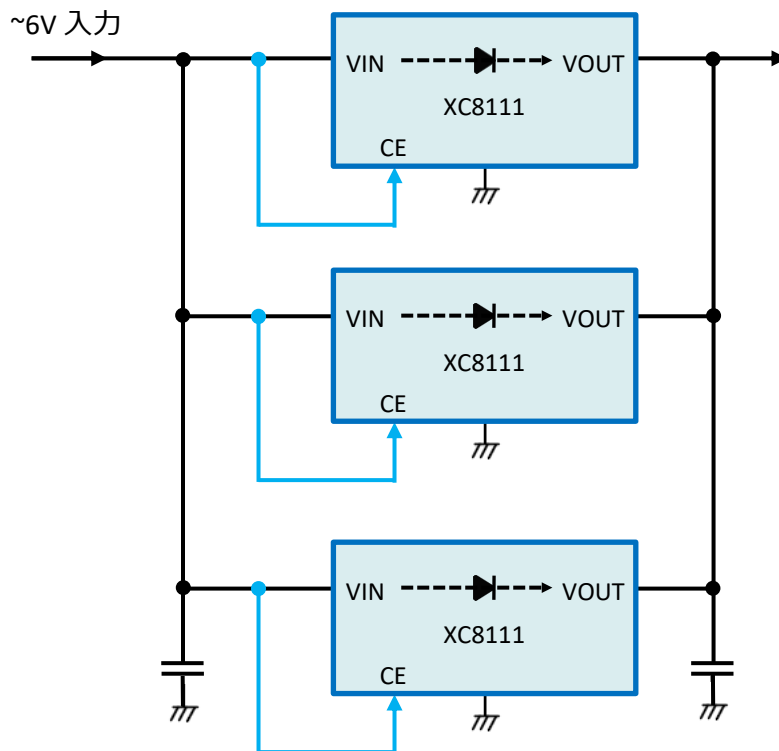 ~6V 入力
VIN VOUT
XC8111
CE
VIN VOUT
XC8111
CE
VIN VOUT
XC8111
CE